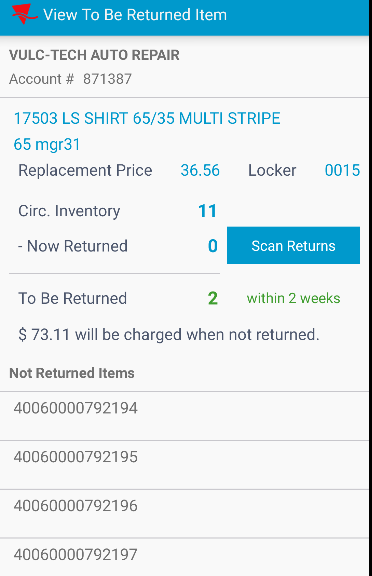 View To Be Returned Item
VULC-TECH AUTO REPAIR
Account # 871387
17503 LS SHIRT 65/35 MULTI STRIPE
65 mgr31
Replacement Price 36.56 Locker 0015
Circ. Inventory 11
- Now Returned 0 Scan Returns
To Be Returned 2 within 2 weeks
$ 73.11 will be charged when not returned.
Not Returned Items
40060000792194
40060000792195
40060000792196
40060000792197